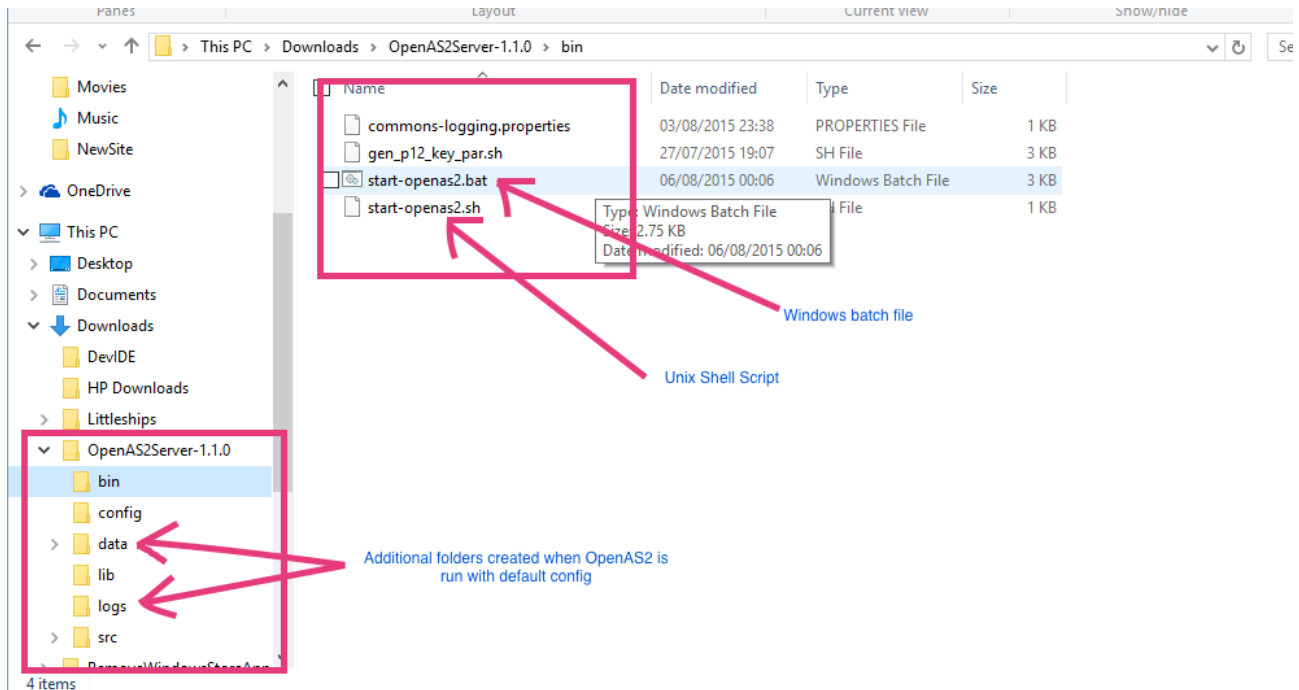 Panes Layout Current view Show/hide
This PC > Downloads > OpenAS2Server-1.1.0 > bin
Movies
Music
NewSite
OneDrive
This PC
Desktop
Documents
Downloads
DevIDE
HP Downloads
Littleships
OpenAS2Server-1.1.0
bin
config
data
lib
logs
src
RemoveWindowsStoreApp
4 items
Name Date modified Type Size
commons-logging.properties 03/08/2015 23:38 PROPERTIES File 1 KB
gen_p12_key_par.sh 27/07/2015 19:07 SH File 3 KB
start-openas2.bat 06/08/2015 00:06 Windows Batch File 3 KB
start-openas2.sh File 1 KB
Type: Windows Batch File
Size: 2.75 KB
Date modified: 06/08/2015 00:06
Windows batch file
Unix Shell Script
Additional folders created when OpenAS2 is
run with default config